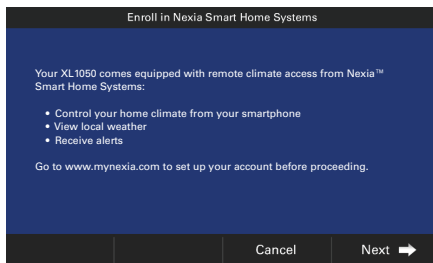 Enroll in Nexia Smart Home Systems
Your XL1050 comes equipped with remote climate access from Nexia™
Smart Home Systems:
• Control your home climate from your smartphone
• View local weather
• Receive alerts
Go to www.mynexia.com to set up your account before proceeding.
Cancel
Next